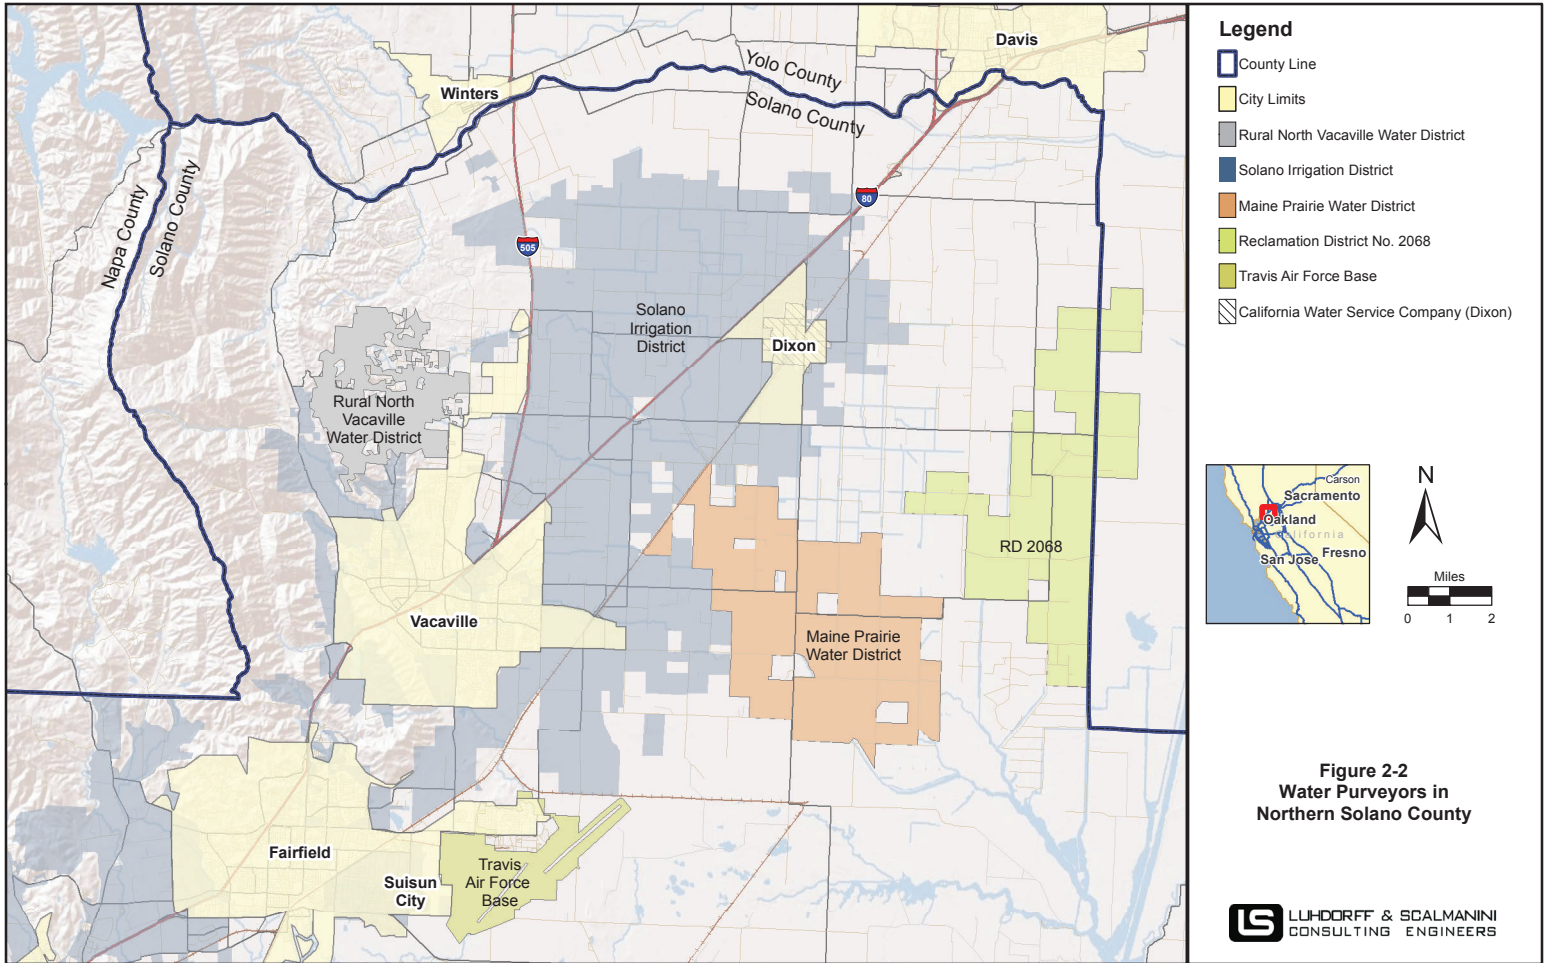 Davis
Winters
Yolo County
Solano County
Napa County
Solano County
80
505
Solano
Irrigation
District
Dixon
Rural North
Vacaville
Water District
RD 2068
Vacaville
Maine Prairie
Water District
Fairfield
Suisun
City
Travis
Air Force
Base
Legend
County Line
City Limits
Rural North Vacaville Water District
Solano Irrigation District
Maine Prairie Water District
Reclamation District No. 2068
Travis Air Force Base
California Water Service Company (Dixon)
Carson
Sacramento
Oakland
California
San Jose
Fresno
N
Miles
0 1 2
Figure 2-2
Water Purveyors in
Northern Solano County
LS
LUHDORFF & SCALMANINI
CONSULTING ENGINEERS